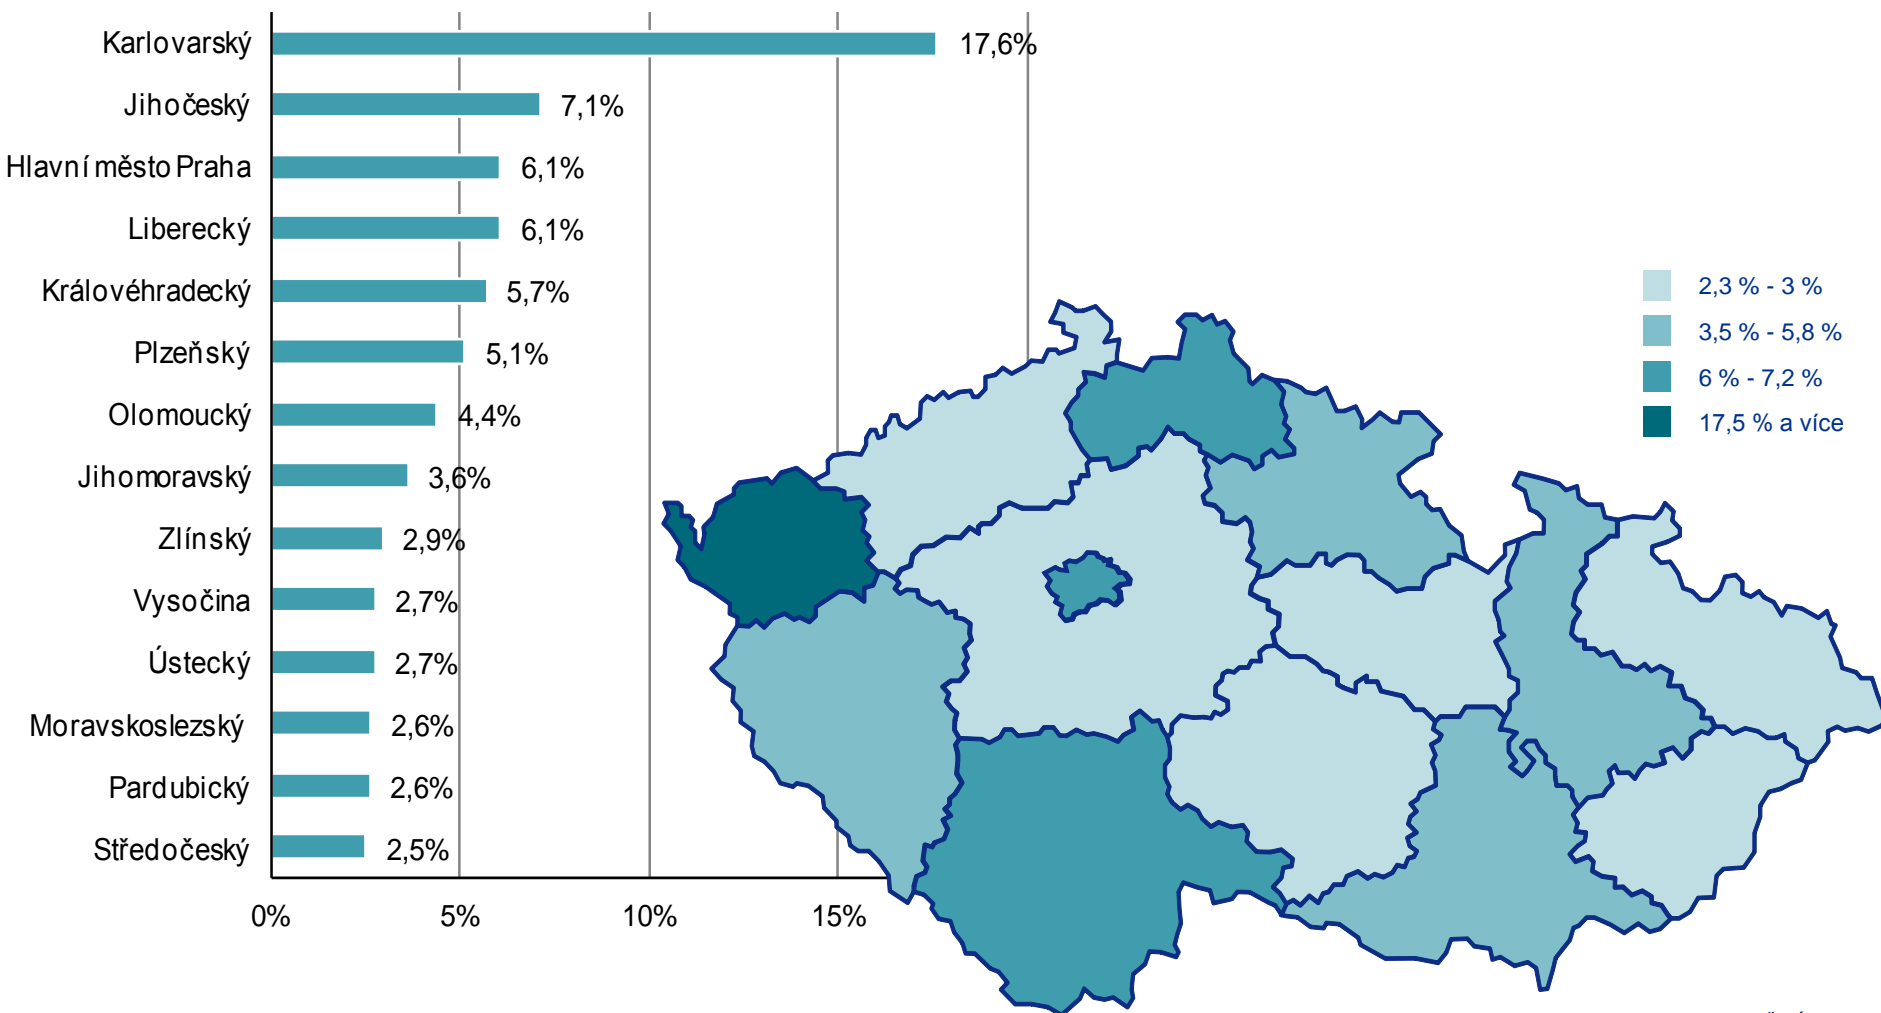 Karlovarský 17,6%
Jihočeský 7,1%
Hlavní město Praha 6,1%
Liberecký 6,1%
Královéhradecký 5,7%
Plzeňský 5,1%
Olomoucký 4,4%
Jihomoravský 3,6%
Zlínský 2,9%
Vysočina 2,7%
Ústecký 2,7%
Moravskoslezský 2,6%
Pardubický 2,6%
Středočeský 2,5%
0% 5% 10% 15%
2,3 % - 3 %
3,5 % - 5,8 %
6 % - 7,2 %
17,5 % a více